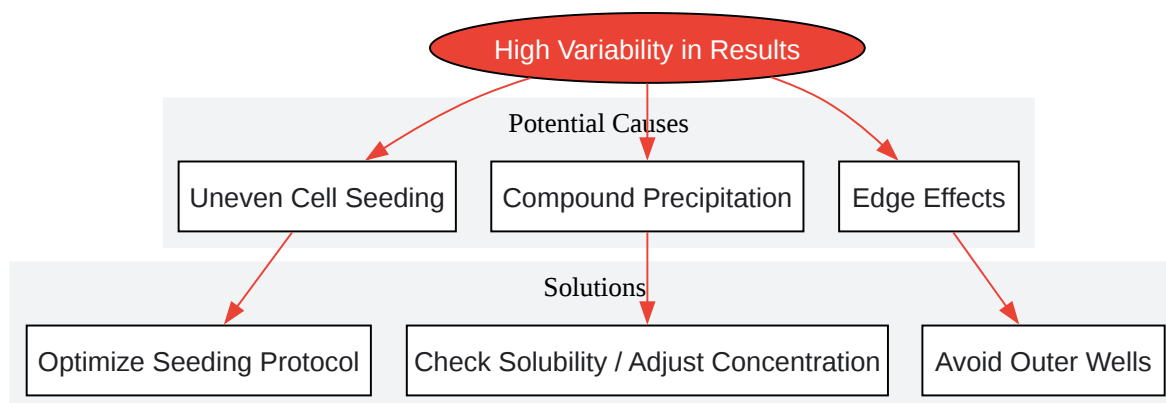 High Variability in Results
Potential Causes
Uneven Cell Seeding
Compound Precipitation
Edge Effects
Solutions
Optimize Seeding Protocol
Check Solubility / Adjust Concentration
Avoid Outer Wells